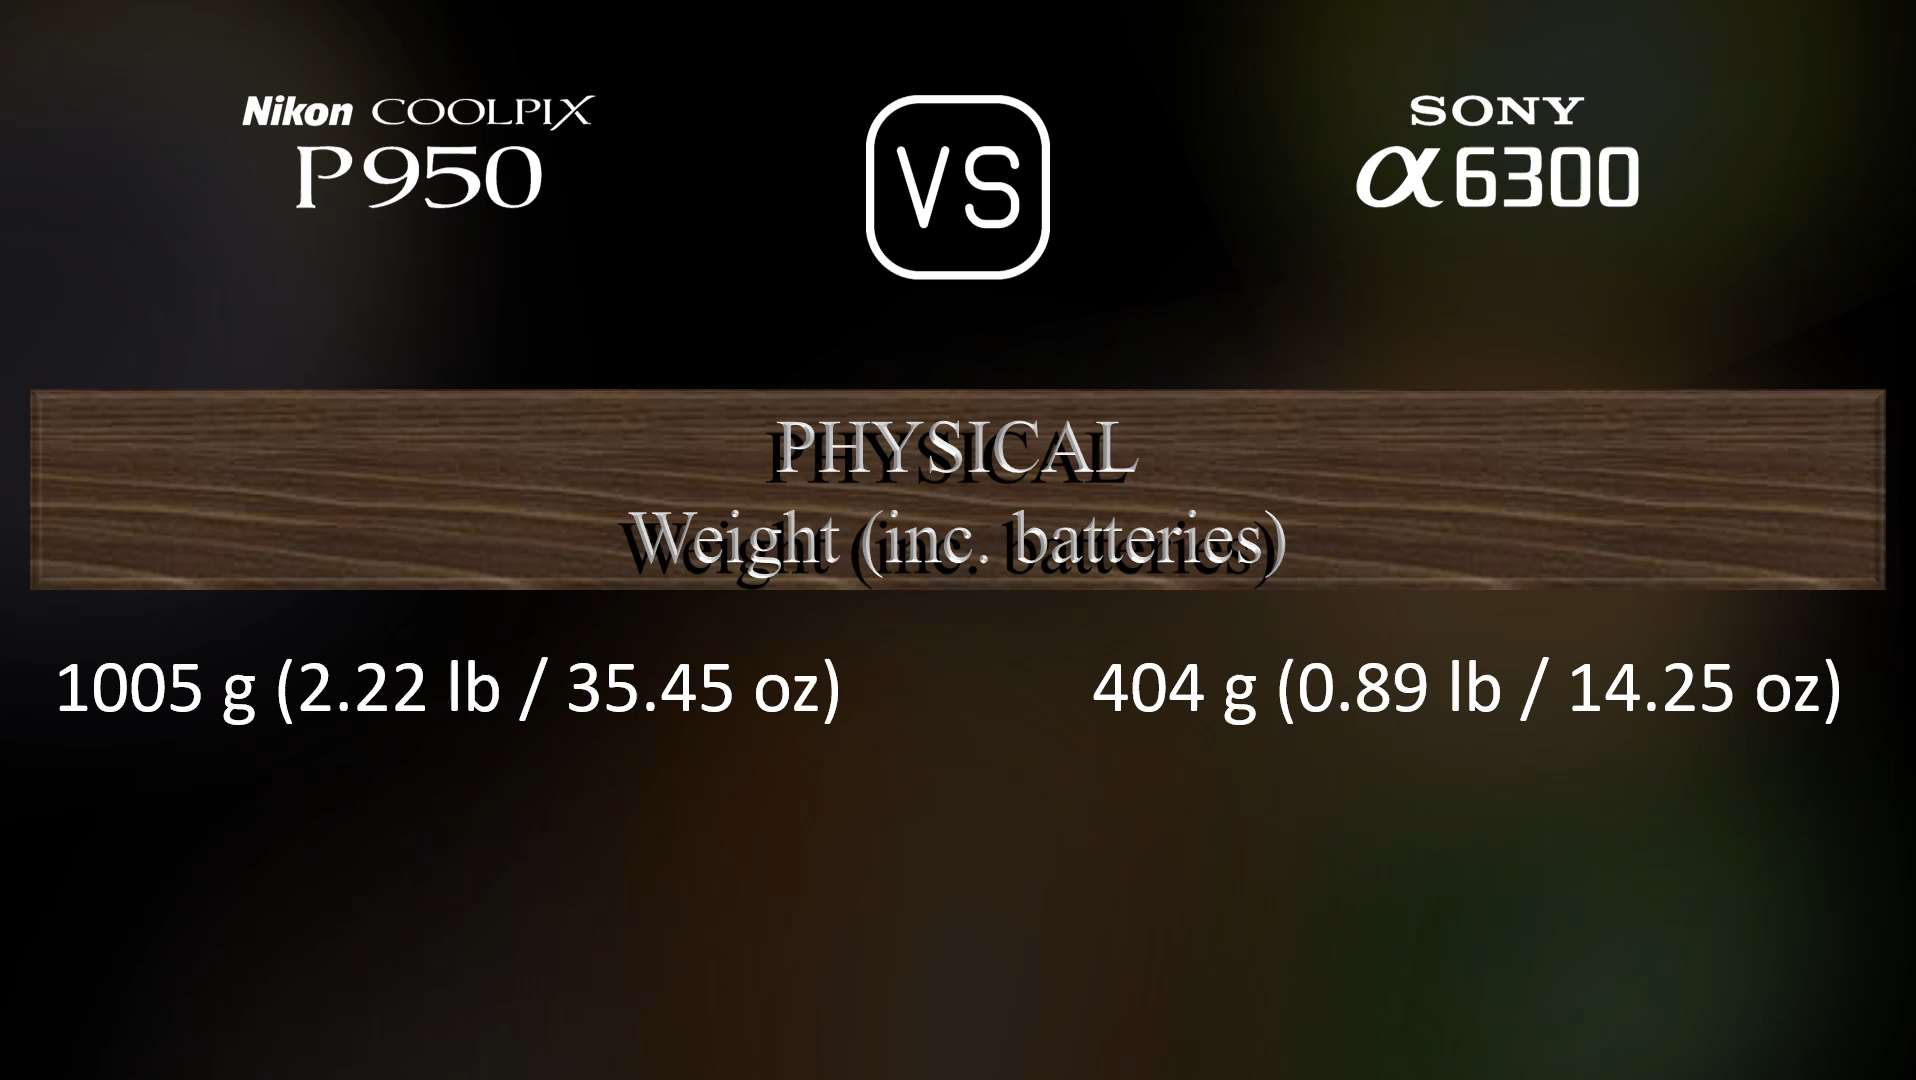 Nikon COOLPIX
P950
VS
SONY
α6300
PHYSICAL
Weight (inc. batteries)
1005 g (2.22 lb / 35.45 oz)
404 g (0.89 lb / 14.25 oz)